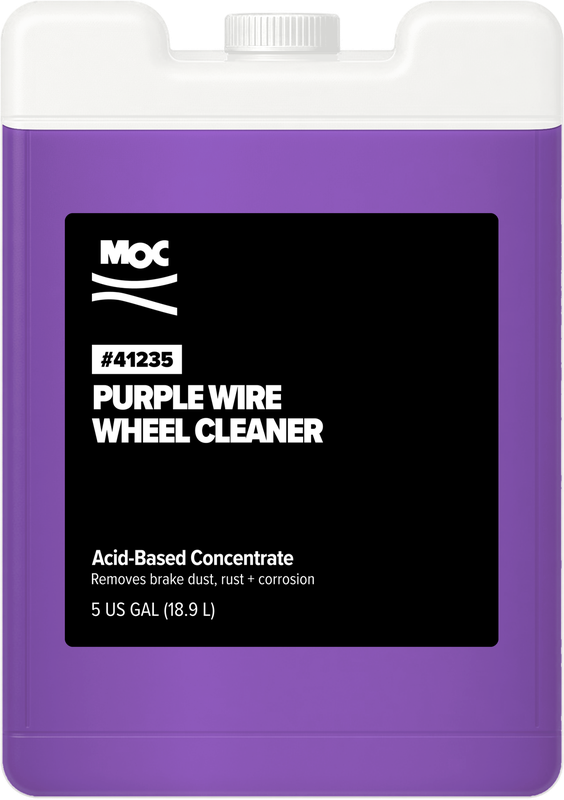 MOC
#41235
PURPLE WIRE
WHEEL CLEANER
Acid-Based Concentrate
Removes brake dust, rust + corrosion
5 US GAL (18.9 L)